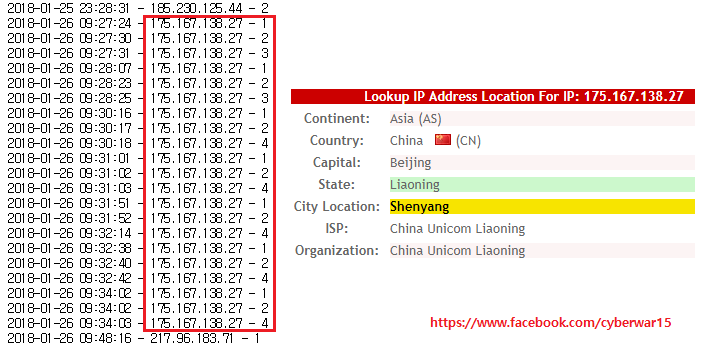 2018-01-25 23:28:31 - 185.230.125.44 - 2
2018-01-26 09:27:24 - 175.167.138.27 - 1
2018-01-26 09:27:30 - 175.167.138.27 - 2
2018-01-26 09:27:31 - 175.167.138.27 - 3
2018-01-26 09:28:07 - 175.167.138.27 - 1
2018-01-26 09:28:23 - 175.167.138.27 - 2
2018-01-26 09:28:25 - 175.167.138.27 - 3
2018-01-26 09:30:16 - 175.167.138.27 - 1
2018-01-26 09:30:17 - 175.167.138.27 - 2
2018-01-26 09:30:18 - 175.167.138.27 - 4
2018-01-26 09:31:01 - 175.167.138.27 - 1
2018-01-26 09:31:02 - 175.167.138.27 - 2
2018-01-26 09:31:03 - 175.167.138.27 - 4
2018-01-26 09:31:51 - 175.167.138.27 - 1
2018-01-26 09:31:52 - 175.167.138.27 - 2
2018-01-26 09:32:14 - 175.167.138.27 - 4
2018-01-26 09:32:38 - 175.167.138.27 - 1
2018-01-26 09:32:40 - 175.167.138.27 - 2
2018-01-26 09:32:42 - 175.167.138.27 - 4
2018-01-26 09:34:02 - 175.167.138.27 - 1
2018-01-26 09:34:02 - 175.167.138.27 - 2
2018-01-26 09:34:03 - 175.167.138.27 - 4
2018-01-26 09:48:16 - 217.96.183.71 - 1
Lookup IP Address Location For IP: 175.167.138.27
Continent: Asia (AS)
Country: China (CN)
Capital: Beijing
State: Liaoning
City Location: Shenyang
ISP: China Unicom Liaoning
Organization: China Unicom Liaoning
https://www.facebook.com/cyberwar15